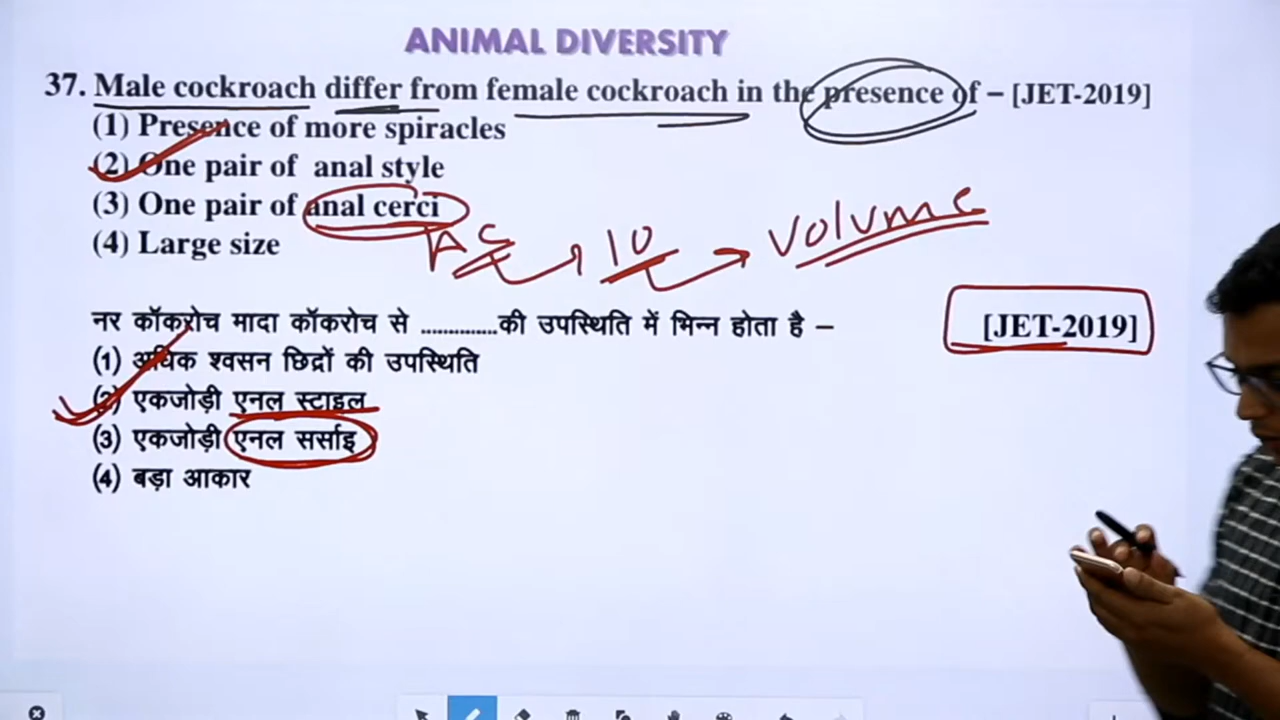 ANIMAL DIVERSITY
37. Male cockroach differ from female cockroach in the presence of – [JET-2019]
(1) Presence of more spiracles
(2) One pair of anal style
(3) One pair of anal cerci
(4) Large size
AC 10 Volume
नर कॉकरोच मादा कॉकरोच से ..............की उपस्थिति में भिन्न होता है – [JET-2019]
(1) अधिक श्वसन छिद्रों की उपस्थिति
(2) एकजोड़ी एनल स्टाइल
(3) एकजोड़ी एनल सर्साइ
(4) बड़ा आकार